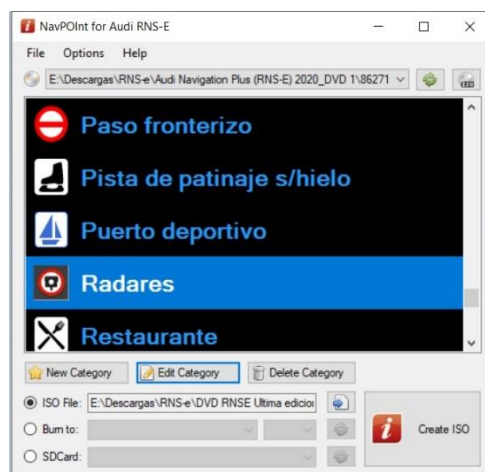 NavPOInt for Audi RNS-E
File Options Help
E:\Descargas\RNS-e\Audi Navigation Plus (RNS-E) 2020_DVD 1\86271
Paso fronterizo
Pista de patinaje s/hielo
Puerto deportivo
Radares
Restaurante
New Category Edit Category Delete Category
ISO File: E:\Descargas\RNS-e\DVD RNSE Ultima edicion
Burn to:
Create ISO
SDCard: